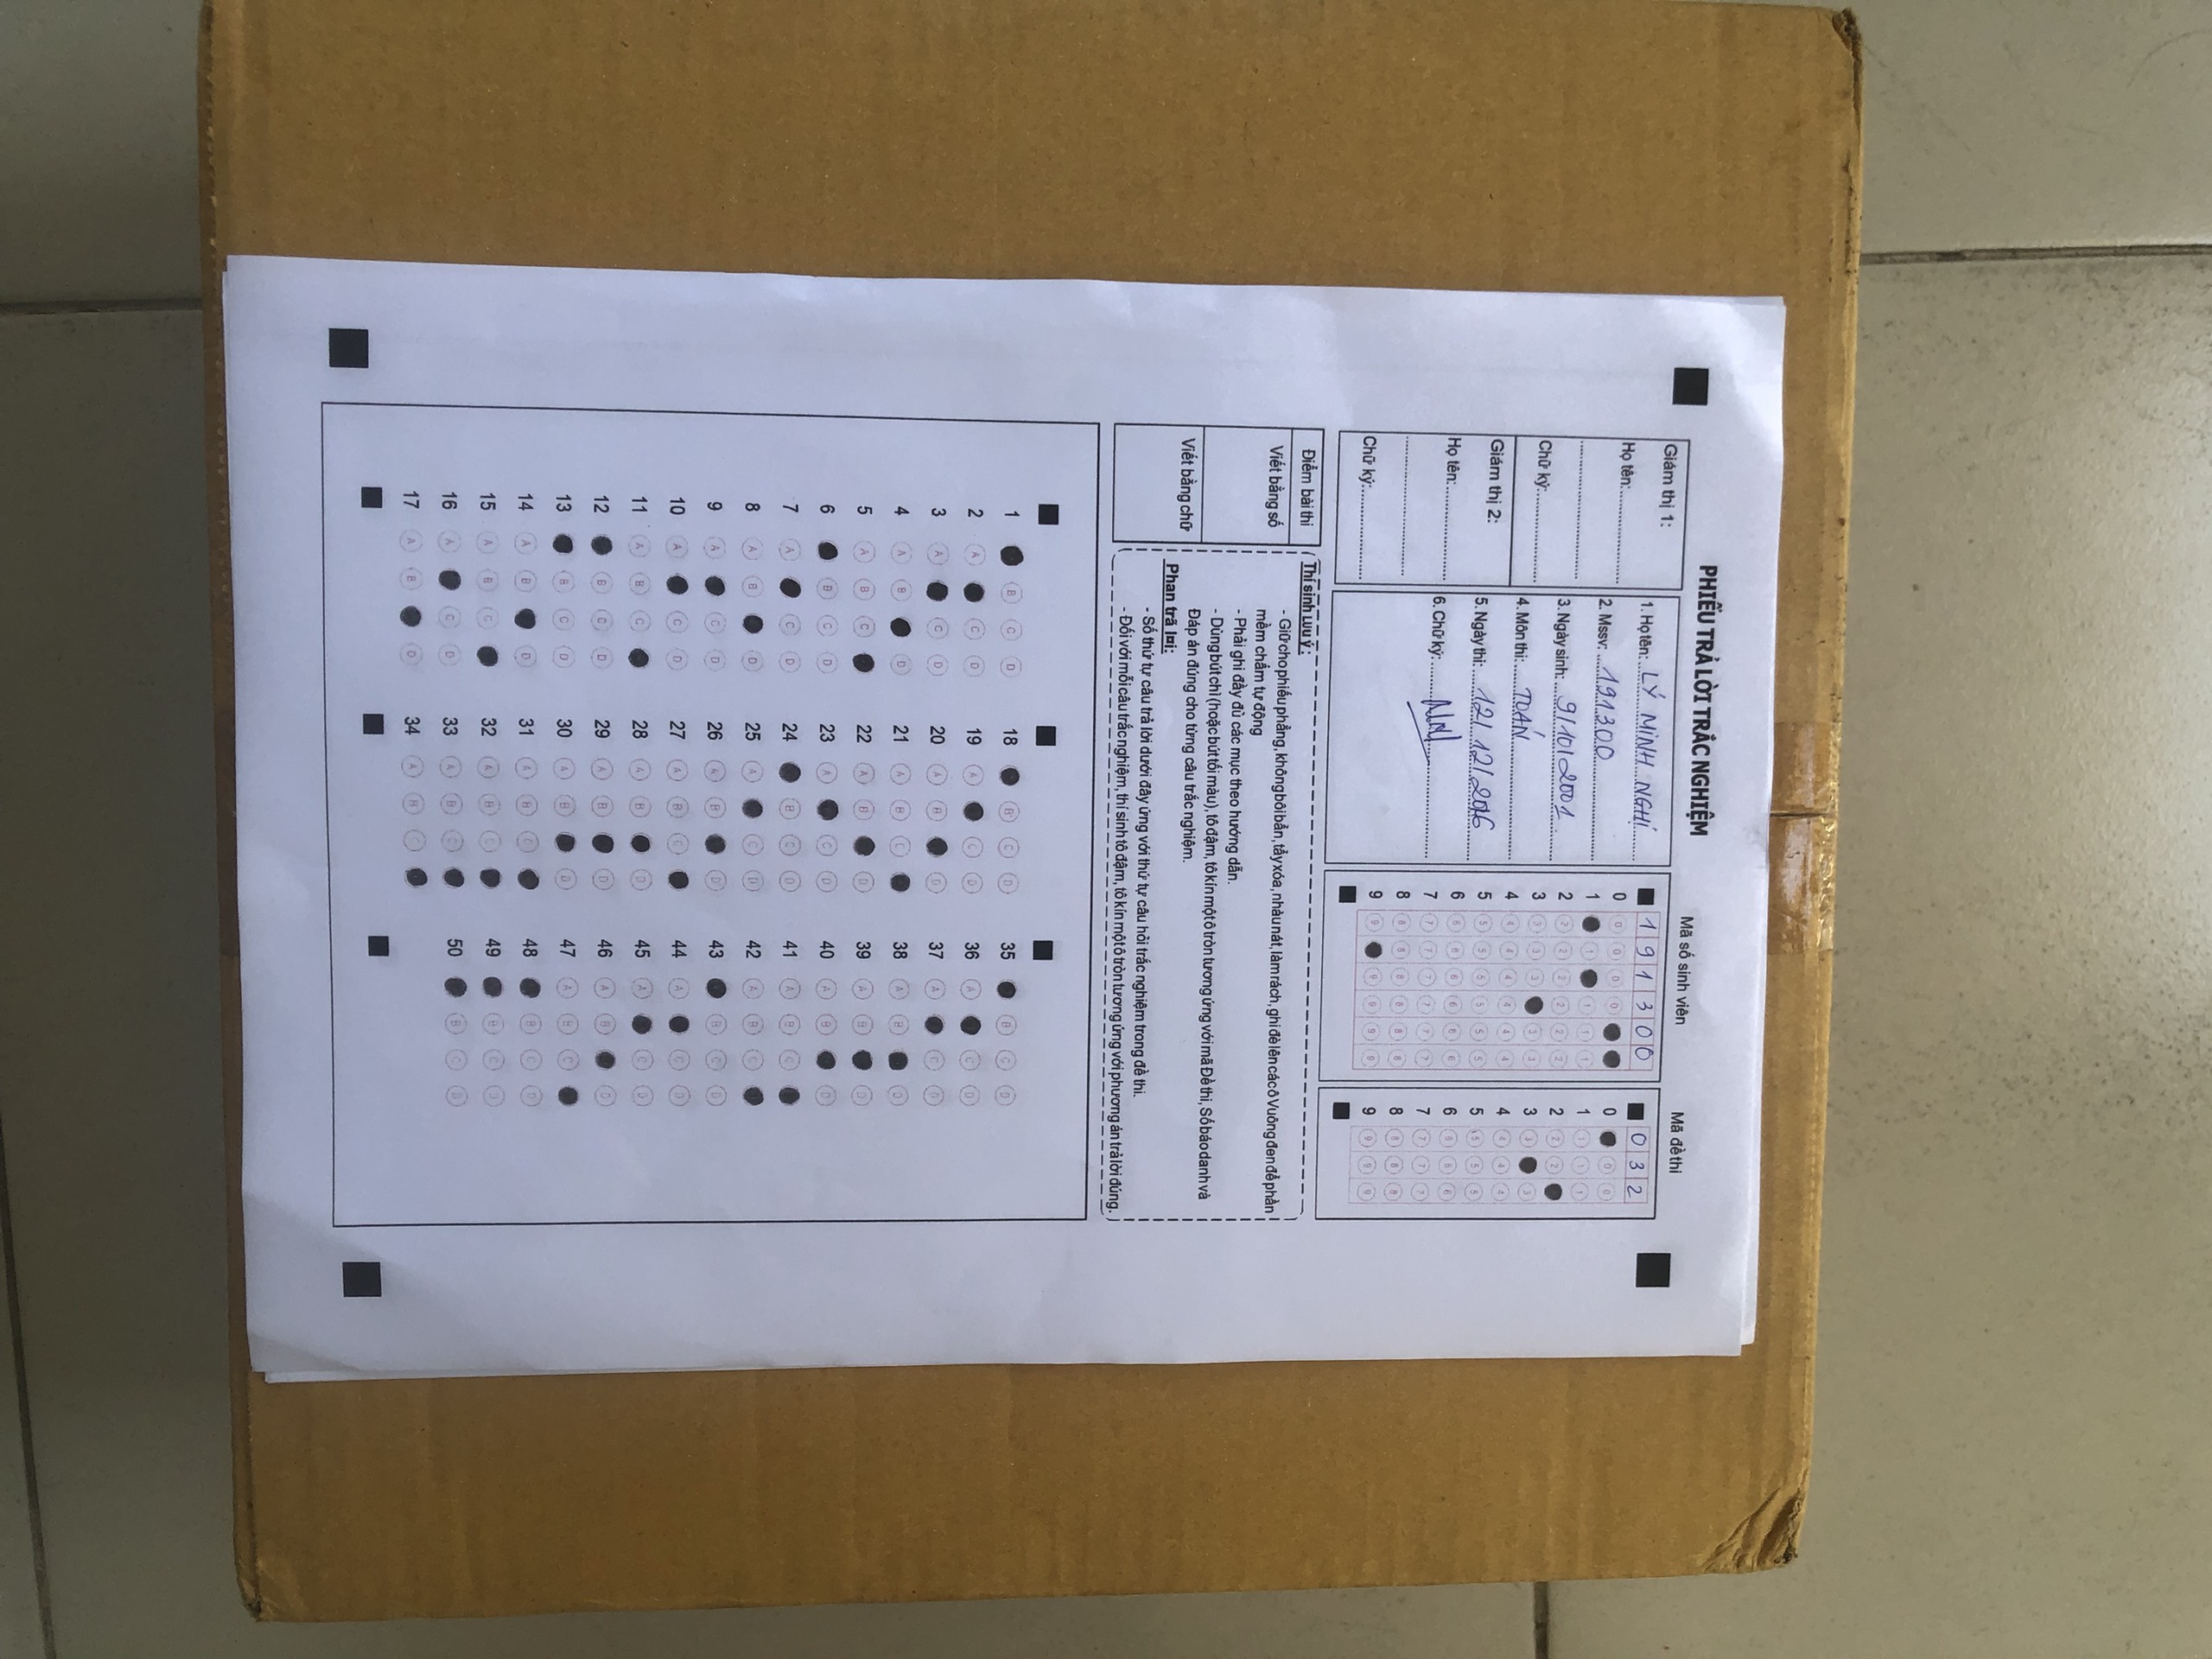 PHIẾU TRẢ LỜI TRẮC NGHIỆM
Giám thị 1:
Họ tên:
Chữ ký:
Giám thị 2:
Họ tên:
Chữ ký:
1. Họ tên: LÝ MINH NGHI
2. Mssv: 191300
3. Ngày sinh: 9/10/2001
4. Môn thi: TOÁN
5. Ngày thi: 12/12/2016
6. Chữ ký:
Mã số sinh viên
1 9 1 3 0 0
0
1
2
3
4
5
6
7
8
9
Mã đề thi
0 3 2
0
1
2
3
4
5
6
7
8
9
Điểm bài thi
Viết bằng số
Viết bằng chữ
Thí sinh Lưu ý:
- Giữ cho phiếu phẳng, không bôi bẩn, tẩy xóa, nhàu nát, làm rách, ghi đè lên các ô Vuông đen để phần
mềm chấm tự động
- Phải ghi đầy đủ các mục theo hướng dẫn.
- Dùng bút chì (hoặc bút tối màu), tô đậm, tô kín một ô tròn tương ứng với mã Đề thi, Số báo danh và
Đáp án đúng cho từng câu trắc nghiệm.
Phan trã lại:
- Số thứ tự câu trả lời dưới đây ứng với thứ tự câu hỏi trắc nghiệm trong đề thi.
- Đối với mỗi câu trắc nghiệm, thí sinh tô đậm, tô kín một ô tròn tương ứng với phương án trả lời đúng.
1 B C D
2 A C D
3 A C D
4 A B D
5 A B C
6 B C D
7 A C D
8 A B D
9 A C D
10 A C D
11 A B C
12 B C D
13 B C D
14 A B D
15 A B C
16 A C D
17 A B D
18 B C D
19 A C D
20 A B D
21 A B C
22 A B D
23 A C D
24 B C D
25 A C D
26 A B D
27 A B C
28 A B D
29 A B D
30 A B D
31 A B C
32 A B C
33 A B C
34 A B C
35 B C D
36 A C D
37 A C D
38 A B D
39 A B D
40 A B D
41 A B C
42 A B C
43 B C D
44 A C D
45 A C D
46 A B D
47 A B C
48 B C D
49 B C D
50 B C D